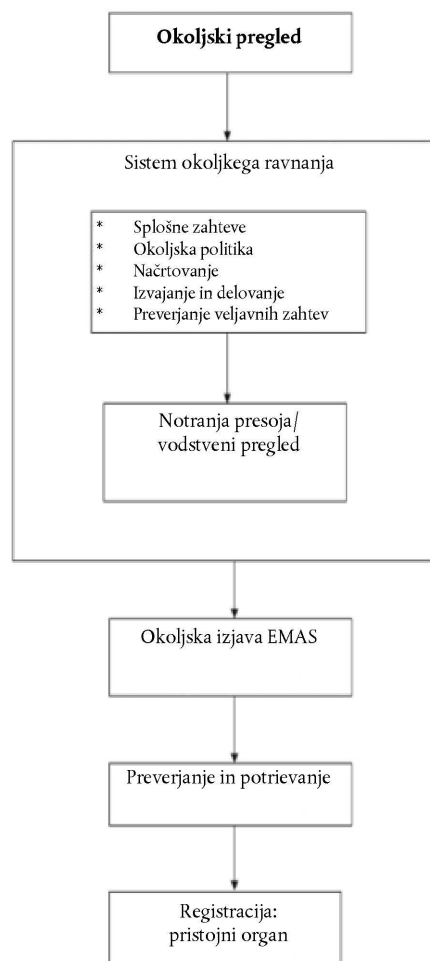 Okoljski pregled
Sistem okoljkega ravnanja
* Splošne zahteve
* Okoljska politika
* Načrtovanje
* Izvajanje in delovanje
* Preverjanje veljavnih zahtev
Notranja presoja/
vodstveni pregled
Okoljska izjava EMAS
Preverjanje in potrievanje
Registracija:
pristojni organ